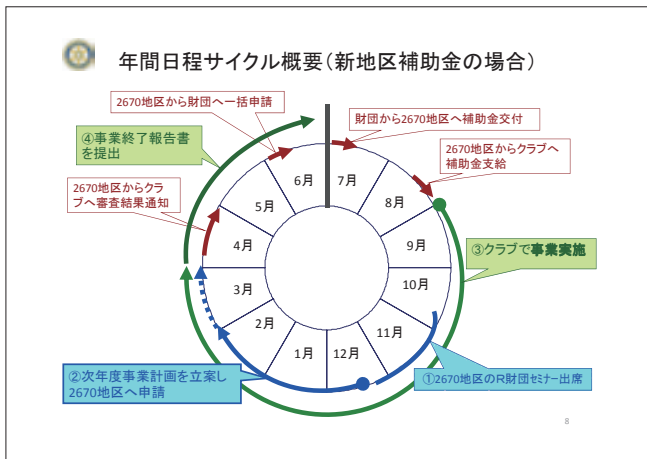 年間日程サイクル概要(新地区補助金の場合)
2670地区から財団へ一括申請
財団から2670地区へ補助金交付
④事業終了報告書
を提出
2670地区からクラブへ
補助金支給
2670地区からクラ
ブへ審査結果通知
6月
7月
5月
8月
4月
9月
③クラブで事業実施
3月
10月
2月
11月
1月
12月
②次年度事業計画を立案し
2670地区へ申請
①2670地区のR財団セミナー出席
8